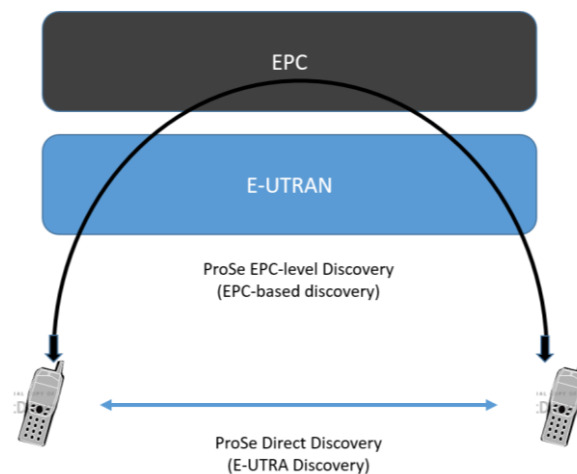 EPC
E-UTRAN
ProSe EPC-level Discovery
(EPC-based discovery)
ProSe Direct Discovery
(E-UTRA Discovery)